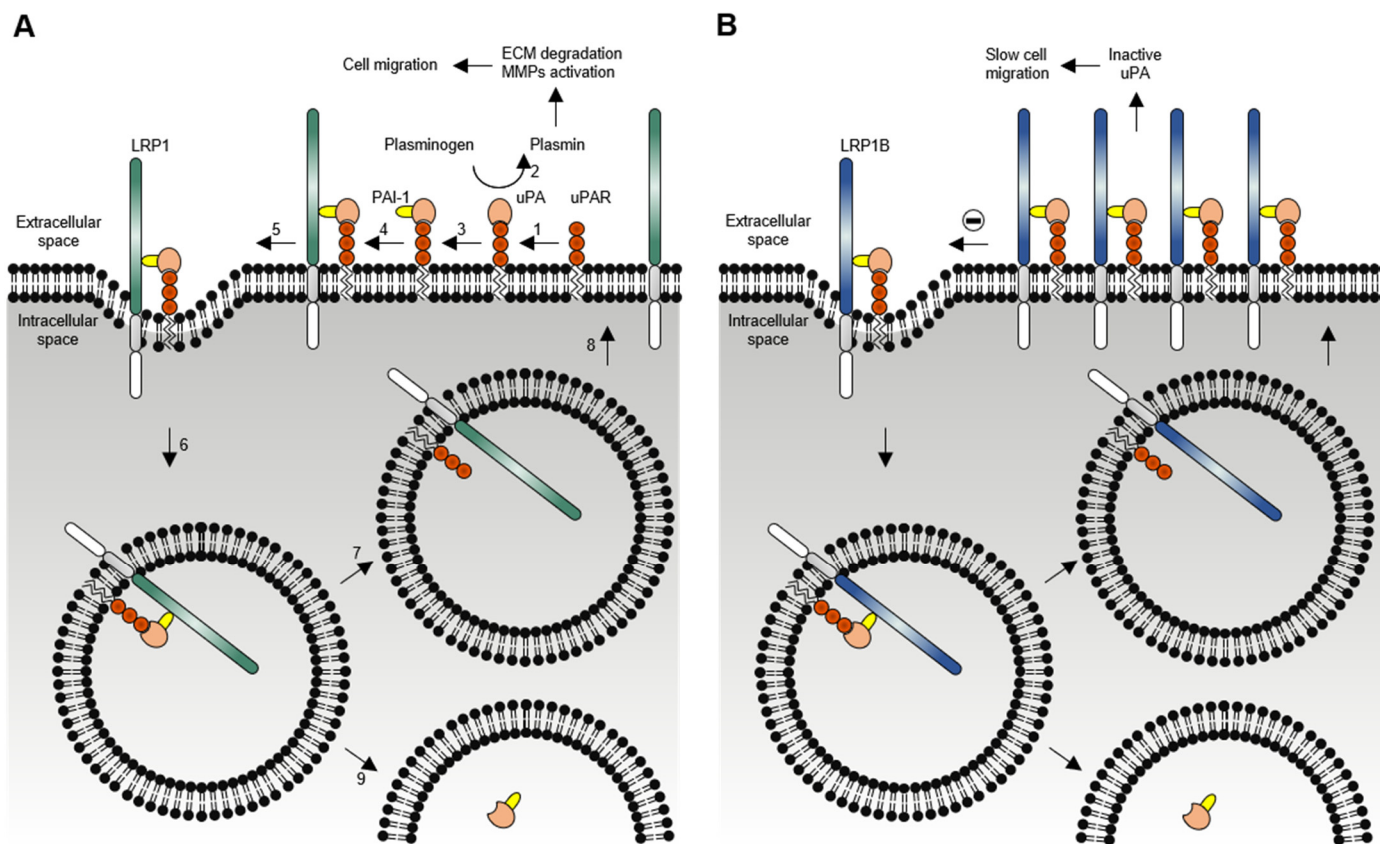 A
Cell migration
ECM degradation
MMPs activation
LRP1
Plasminogen
Plasmin
2
PAI-1
uPA
uPAR
Extracellular
space
5
4
3
1
Intracellular
space
8
6
7
9
B
Slow cell
migration
Inactive
uPA
LRP1B
Extracellular
space
Intracellular
space